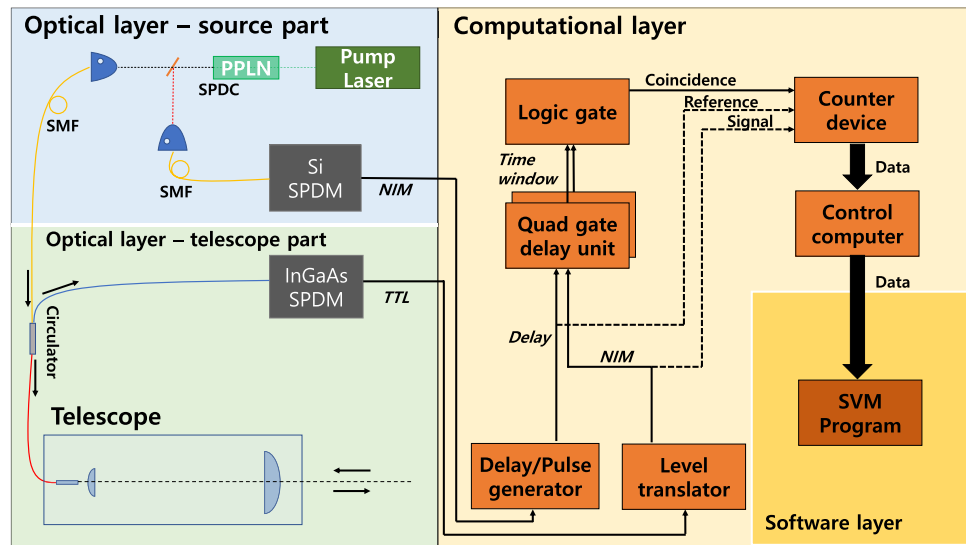 Optical layer – source part
PPLN
SPDC
Pump
Laser
SMF
SMF
Si
SPDM
NIM
Optical layer – telescope part
InGaAs
SPDM
TTL
Circulator
Telescope
Computational layer
Logic gate
Coincidence
Reference
Signal
Counter
device
Time
window
Data
Quad gate
delay unit
Control
computer
Data
Delay
NIM
SVM
Program
Delay/Pulse
generator
Level
translator
Software layer